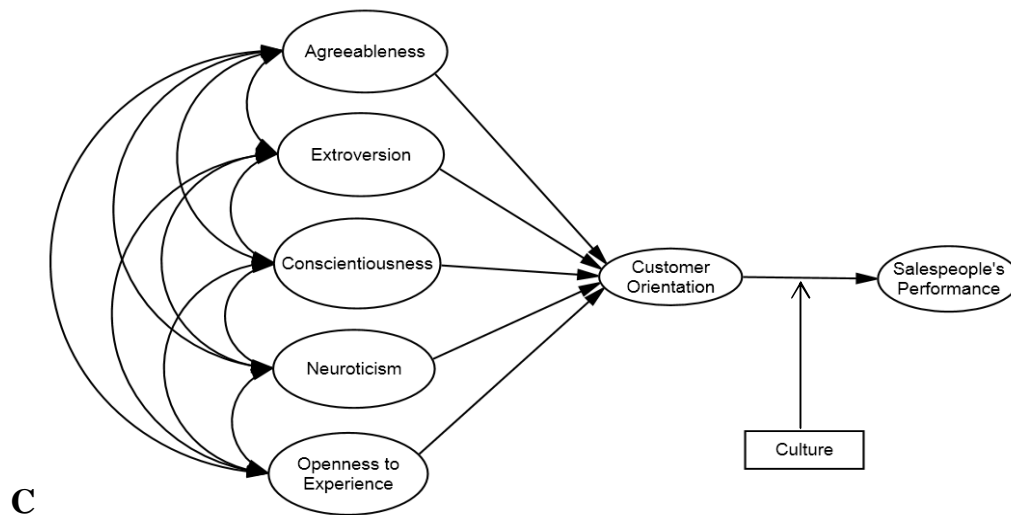 Agreeableness
Extroversion
Conscientiousness
Neuroticism
Openness to
Experience
Customer
Orientation
Salespeople's
Performance
Culture
C